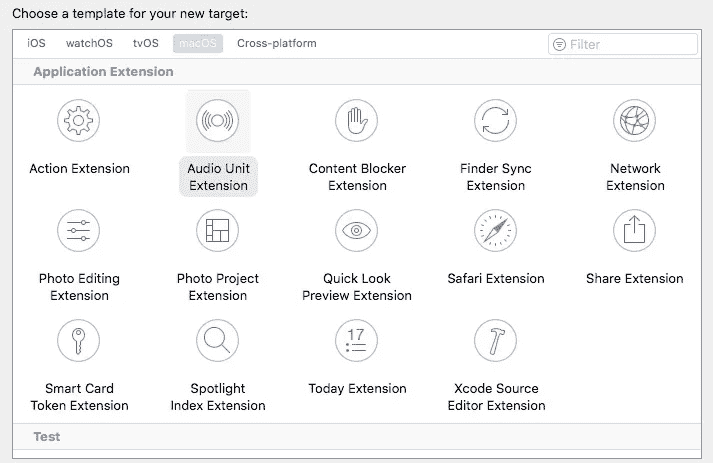 Choose a template for your new target:
iOS watchOS tvOS macOS Cross-platform Filter
Application Extension
Action Extension Audio Unit Extension Content Blocker Extension Finder Sync Extension Network Extension
Photo Editing Extension Photo Project Extension Quick Look Preview Extension Safari Extension Share Extension
17
Smart Card Token Extension Spotlight Index Extension Today Extension Xcode Source Editor Extension
Test